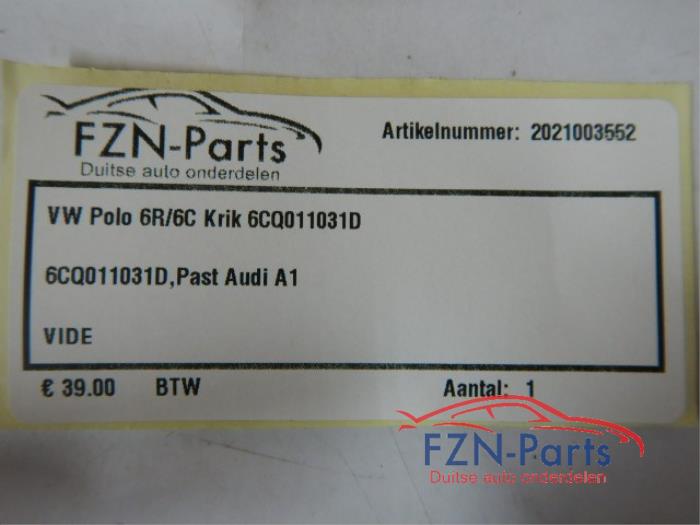 FZN-Parts
Duitse auto onderdelen
Artikelnummer: 2021003552
VW Polo 6R/6C Krik 6CQ011031D
6CQ011031D,Past Audi A1
VIDE
€ 39.00 BTW Aantal: 1
FZN-Parts
Duitse auto onderdelen